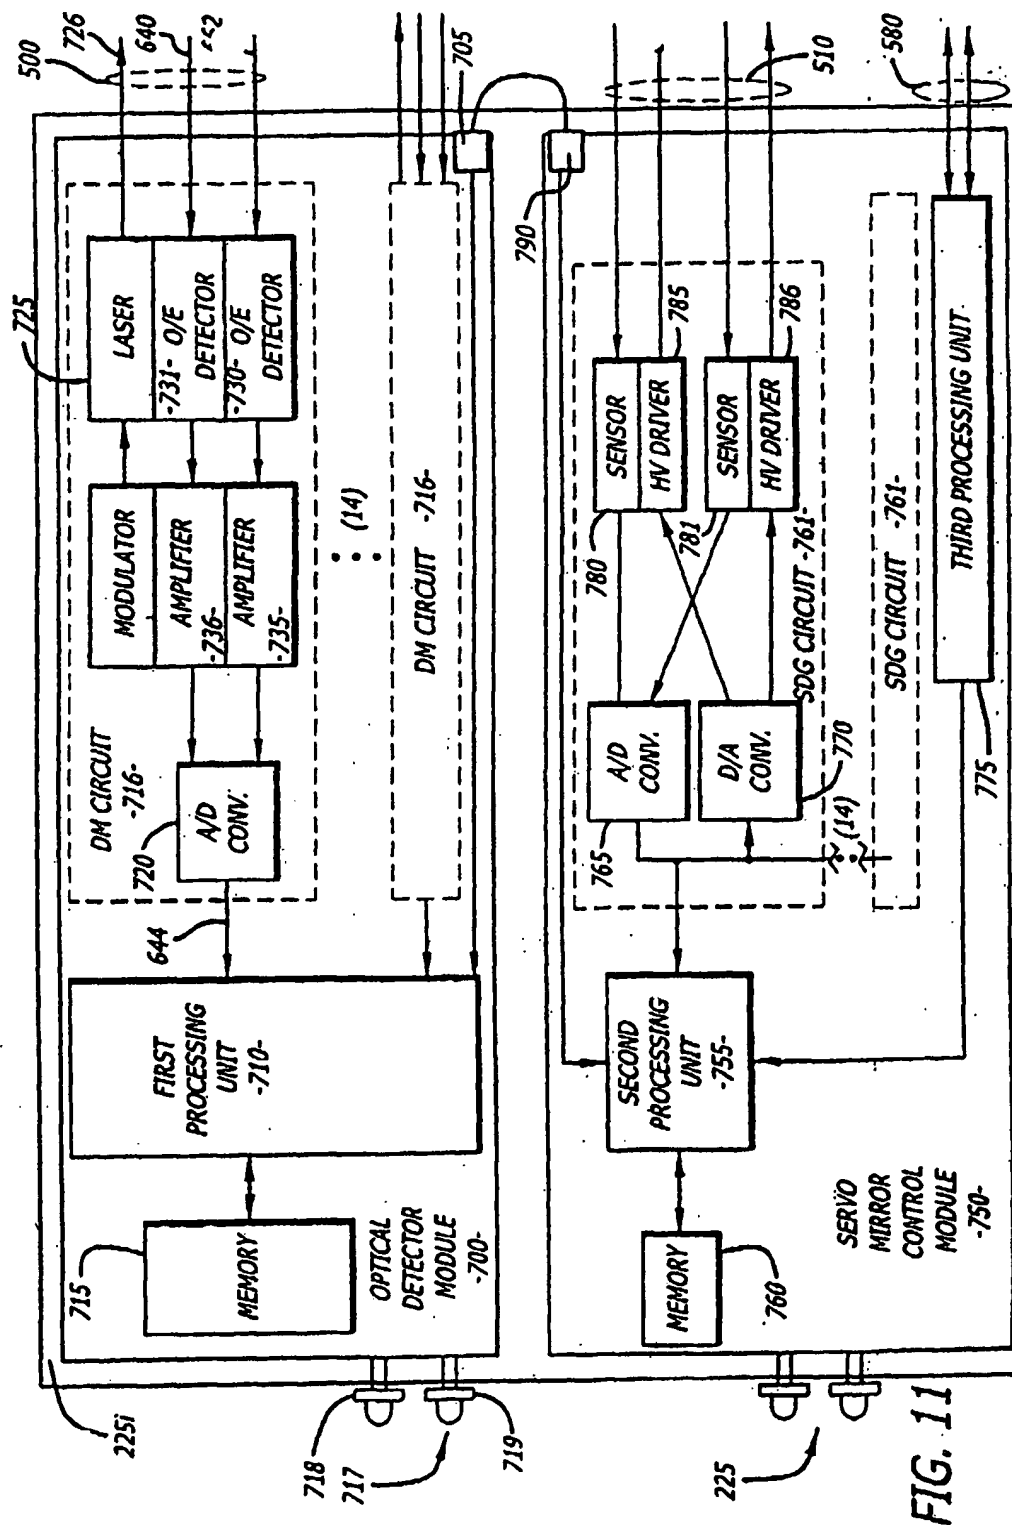 500
726
640
725
LASER
-731- O/E
DETECTOR
-730- O/E
DETECTOR
MODULATOR
AMPLIFIER
-736-
AMPLIFIER
-735-
DM CIRCUIT
-716-
720
A/D
CONV.
644
(14)
DM CIRCUIT -716-
705
FIRST
PROCESSING
UNIT
-710-
715
MEMORY
OPTICAL
DETECTOR
MODULE
-700-
225i
718
717
719
790
510
580
SENSOR
HV DRIVER
785
780
SENSOR
HV DRIVER
786
781
SDG CIRCUIT -761-
A/D
CONV.
765
D/A
CONV.
770
(14)
SDG CIRCUIT -761-
THIRD PROCESSING UNIT
775
SECOND
PROCESSING
UNIT
-755-
MEMORY
760
SERVO
MIRROR
CONTROL
MODULE
-750-
225
FIG. 11